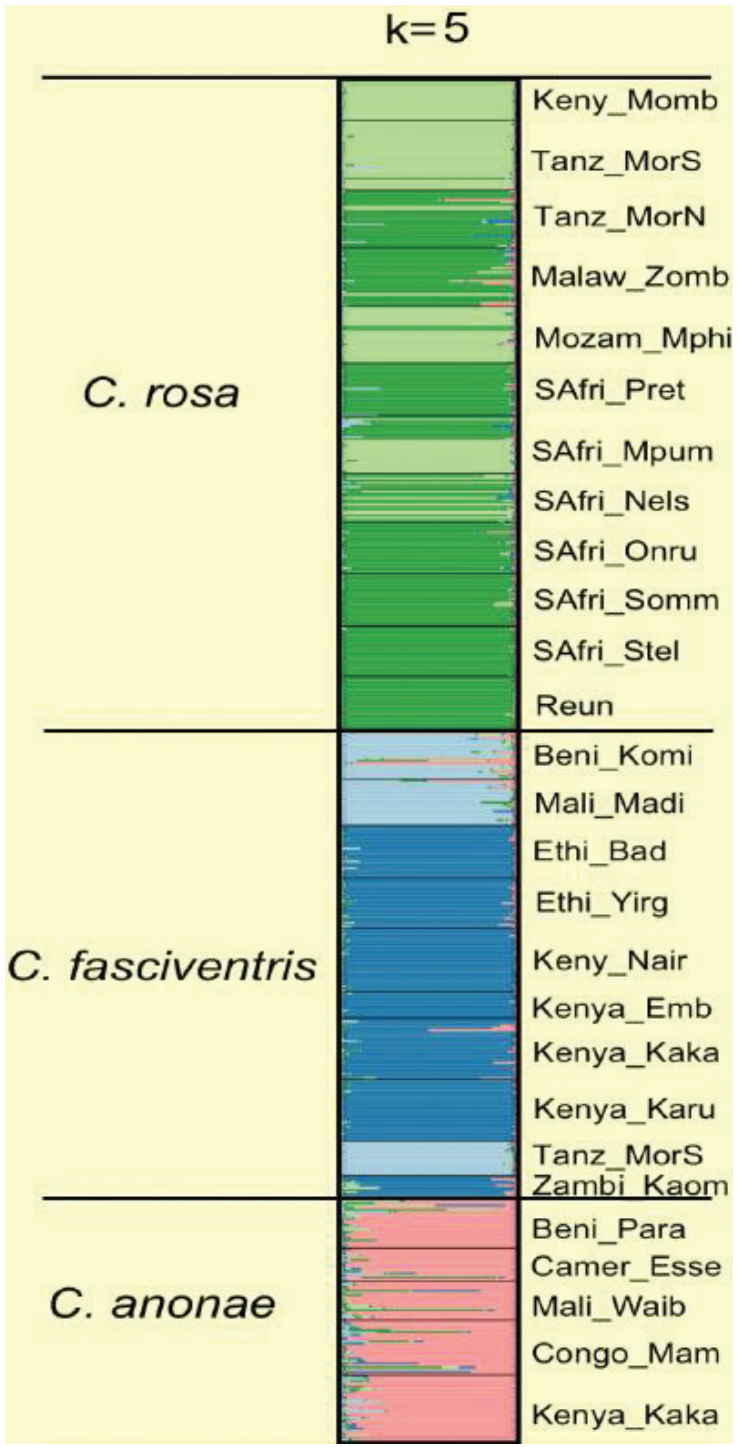 k=5
Keny_Momb
Tanz_MorS
Tanz_MorN
Malaw_Zomb
Mozam_Mphi
C. rosa
SAfri_Pret
SAfri_Mpum
SAfri_Nels
SAfri_Onru
SAfri_Somm
SAfri_Stel
Reun
Beni_Komi
Mali_Madi
Ethi_Bad
Ethi_Yirg
C. fasciventris
Keny_Nair
Kenya_Emb
Kenya_Kaka
Kenya_Karu
Tanz_MorS
Zambi_Kaom
Beni_Para
Camer_Esse
C. anonae
Mali_Waib
Congo_Mam
Kenya_Kaka